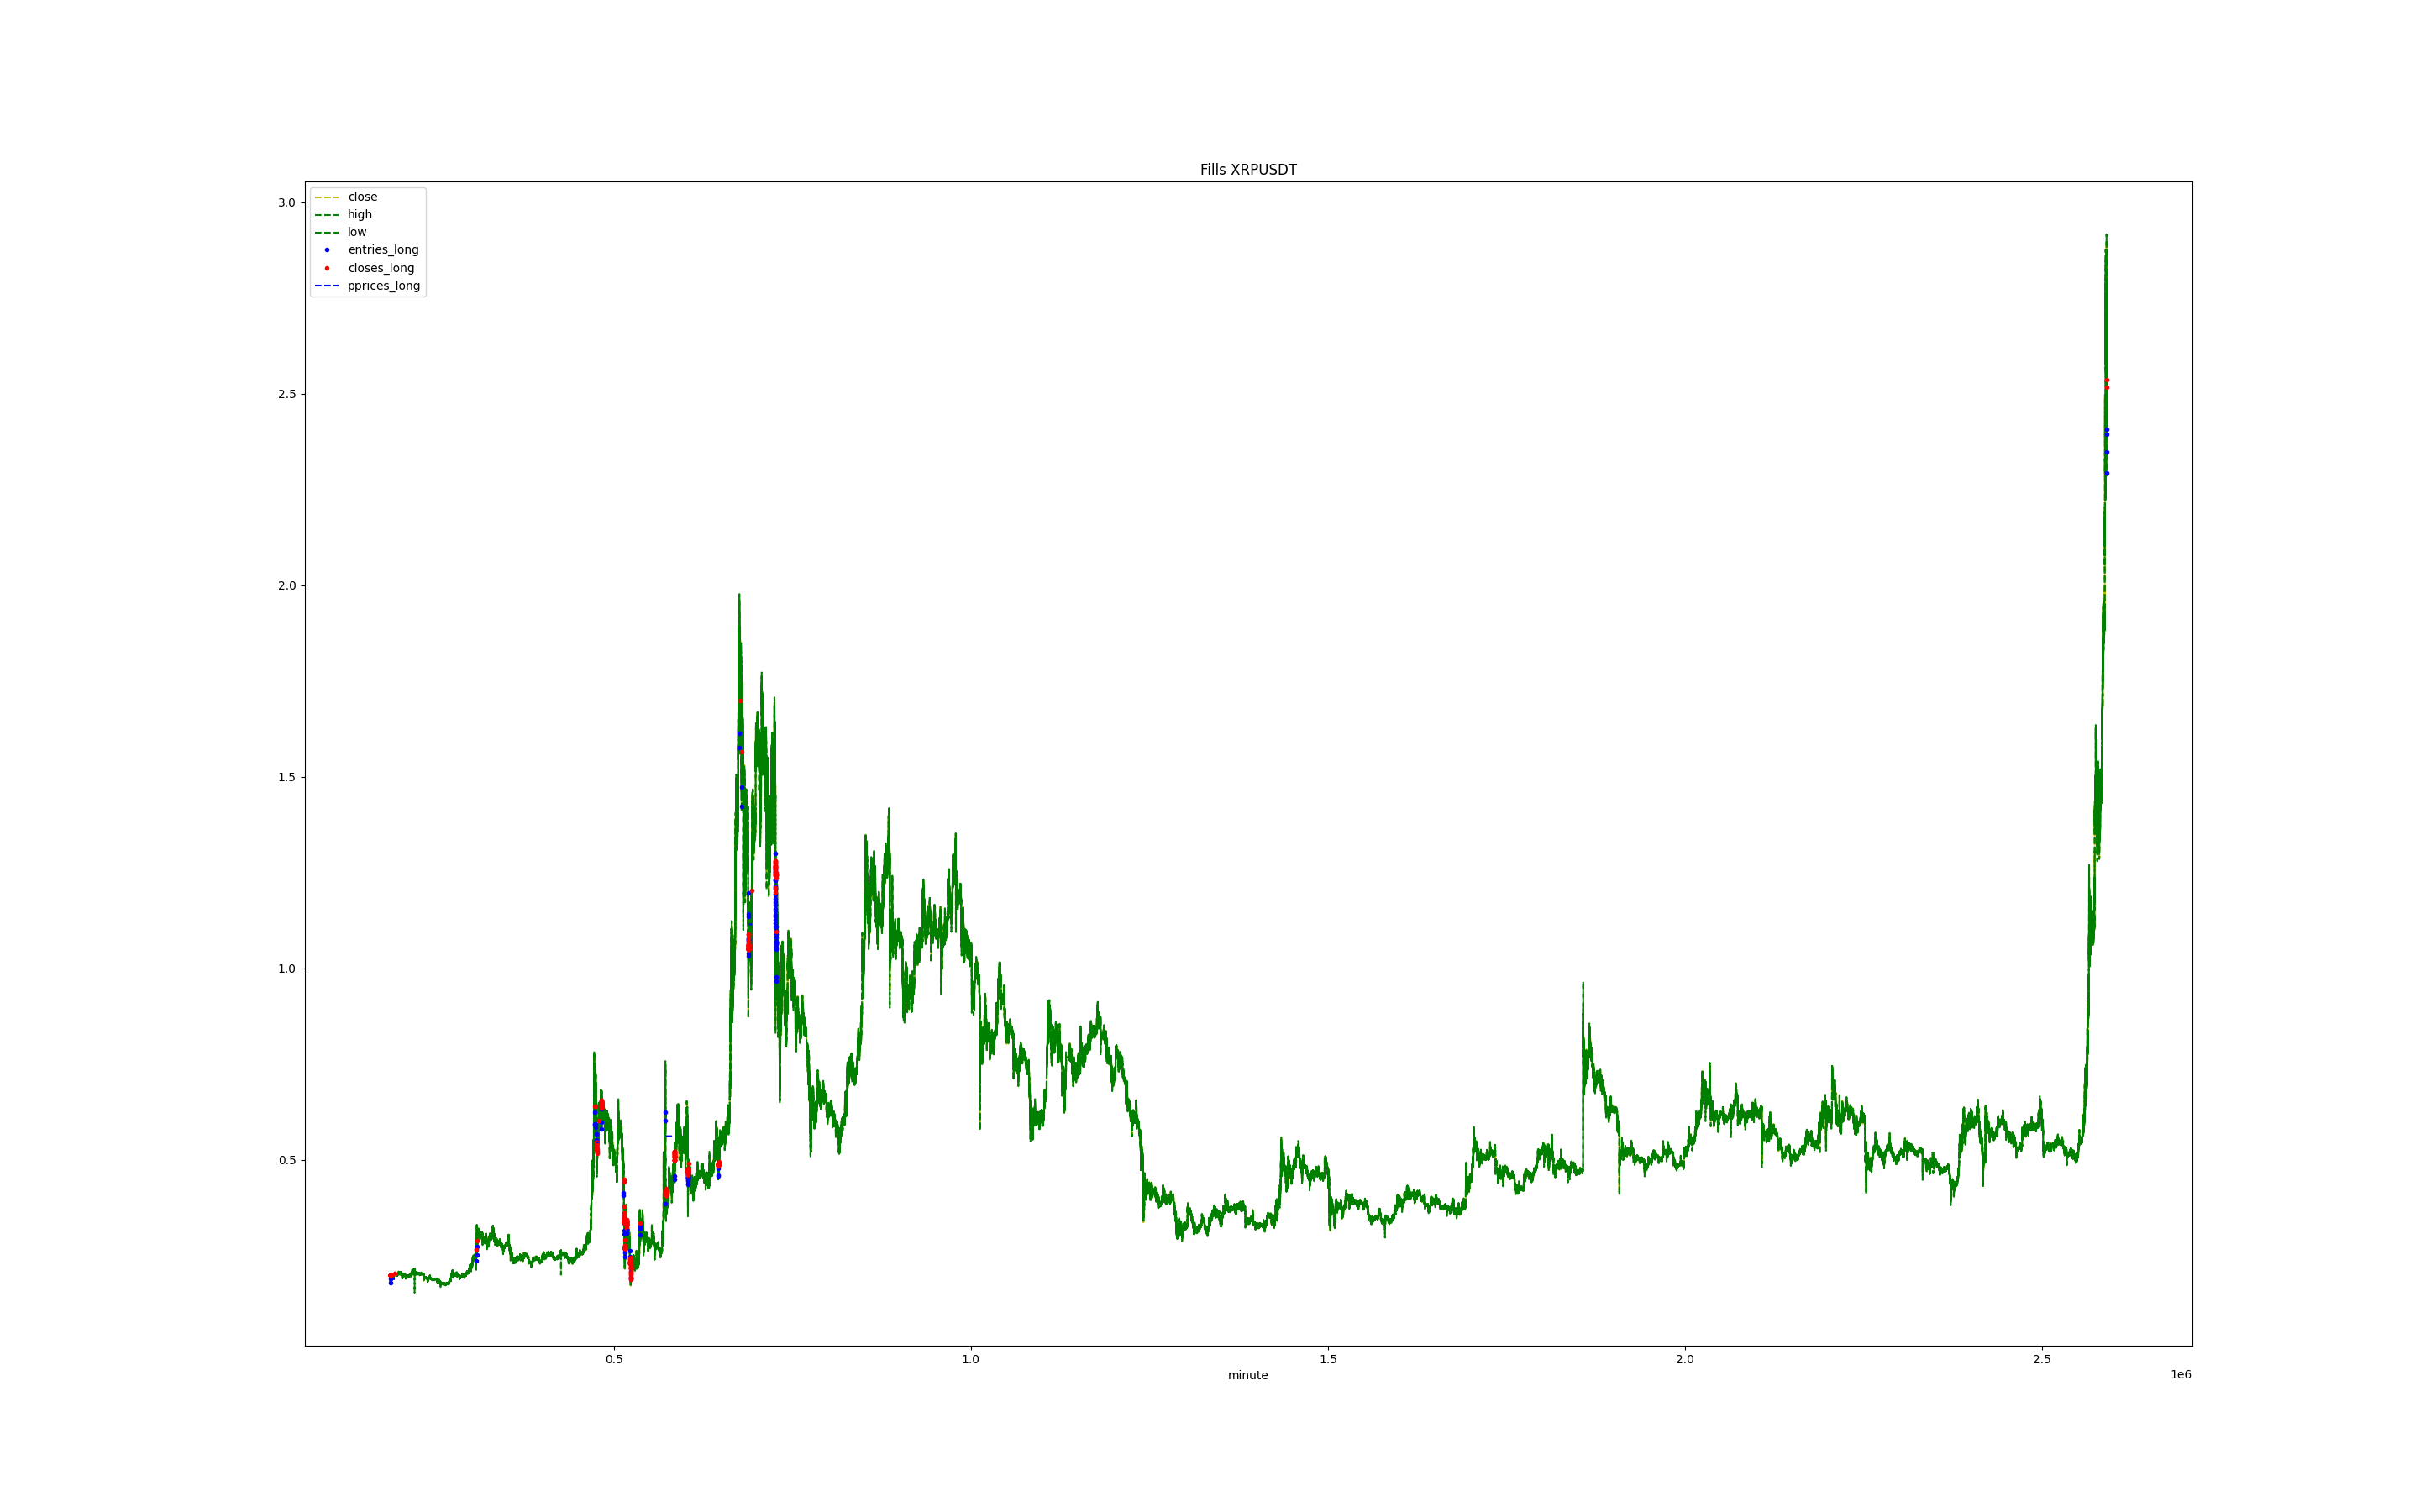 Fills XRPUSDT
close
high
low
entries_long
closes_long
pprices_long
3.0
2.5
2.0
1.5
1.0
0.5
0.5
1.0
1.5
2.0
2.5
minute
1e6